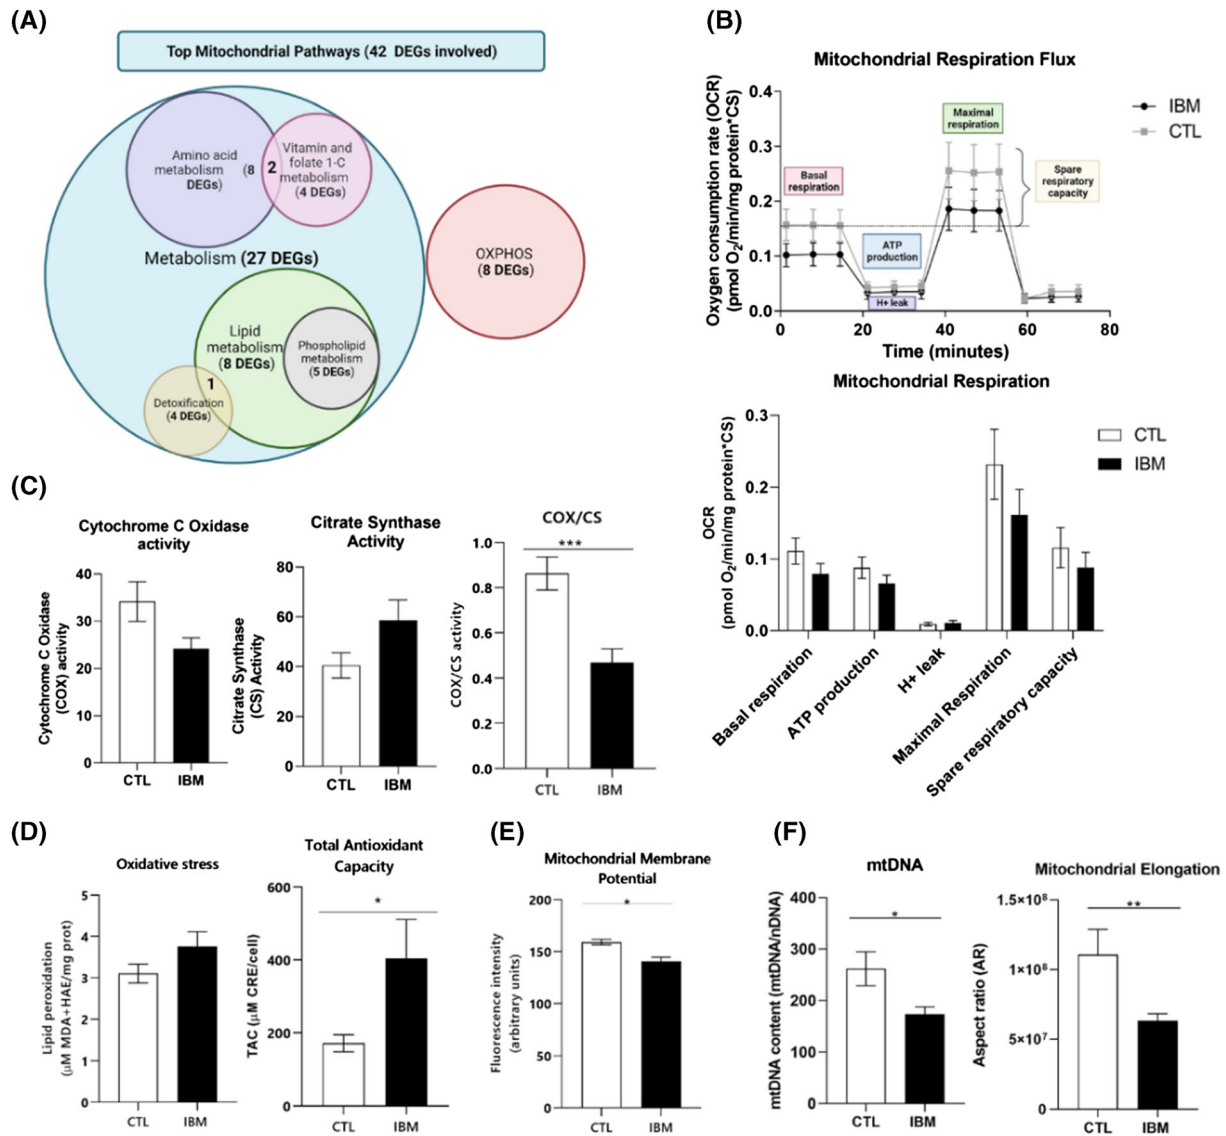 (A)
Top Mitochondrial Pathways (42 DEGs involved)
Amino acid
metabolism (8
DEGs)
2
Vitamin and
folate 1-C
metabolism
(4 DEGs)
Metabolism (27 DEGs)
Lipid
metabolism
(8 DEGs)
Phospholipid
metabolism
(5 DEGs)
1
Detoxification
(4 DEGs)
OXPHOS
(8 DEGs)
(B)
Mitochondrial Respiration Flux
Oxygen consumption rate (OCR)
(pmol O2/min/mg protein*CS)
0.4
0.3
0.2
0.1
0.0
0
20
40
60
80
Time (minutes)
Basal
respiration
ATP
production
H+ leak
Maximal
respiration
Spare
respiratory
capacity
IBM
CTL
Mitochondrial Respiration
OCR
(pmol O2/min/mg protein*CS)
0.3
0.2
0.1
0.0
Basal respiration
ATP production
H+ leak
Maximal Respiration
Spare respiratory capacity
CTL
IBM
(C)
Cytochrome C Oxidase
activity
Cytochrome C Oxidase
(COX) activity
40
30
20
10
0
CTL
IBM
Citrate Synthase
Activity
Citrate Synthase
(CS) Activity
80
60
40
20
0
CTL
IBM
COX/CS
***
COX/CS activity
1.0
0.8
0.6
0.4
0.2
0.0
CTL
IBM
(D)
Oxidative stress
Lipid peroxidation
(μM MDA+HAE/mg prot)
5
4
3
4
1
0
CTL
IBM
Total Antioxidant
Capacity
*
TAC (μM CRE/cell)
600
400
200
0
CTL
IBM
(E)
Mitochondrial Membrane
Potential
*
Fluorescence intensity
(arbitrary units)
200
150
100
50
0
CTL
IBM
(F)
mtDNA
*
mtDNA content (mtDNA/nDNA)
400
300
200
100
0
CTL
IBM
Mitochondrial Elongation
**
Aspect ratio (AR)
1.5×10⁸
1×10⁸
5×10⁷
0
CTL
IBM